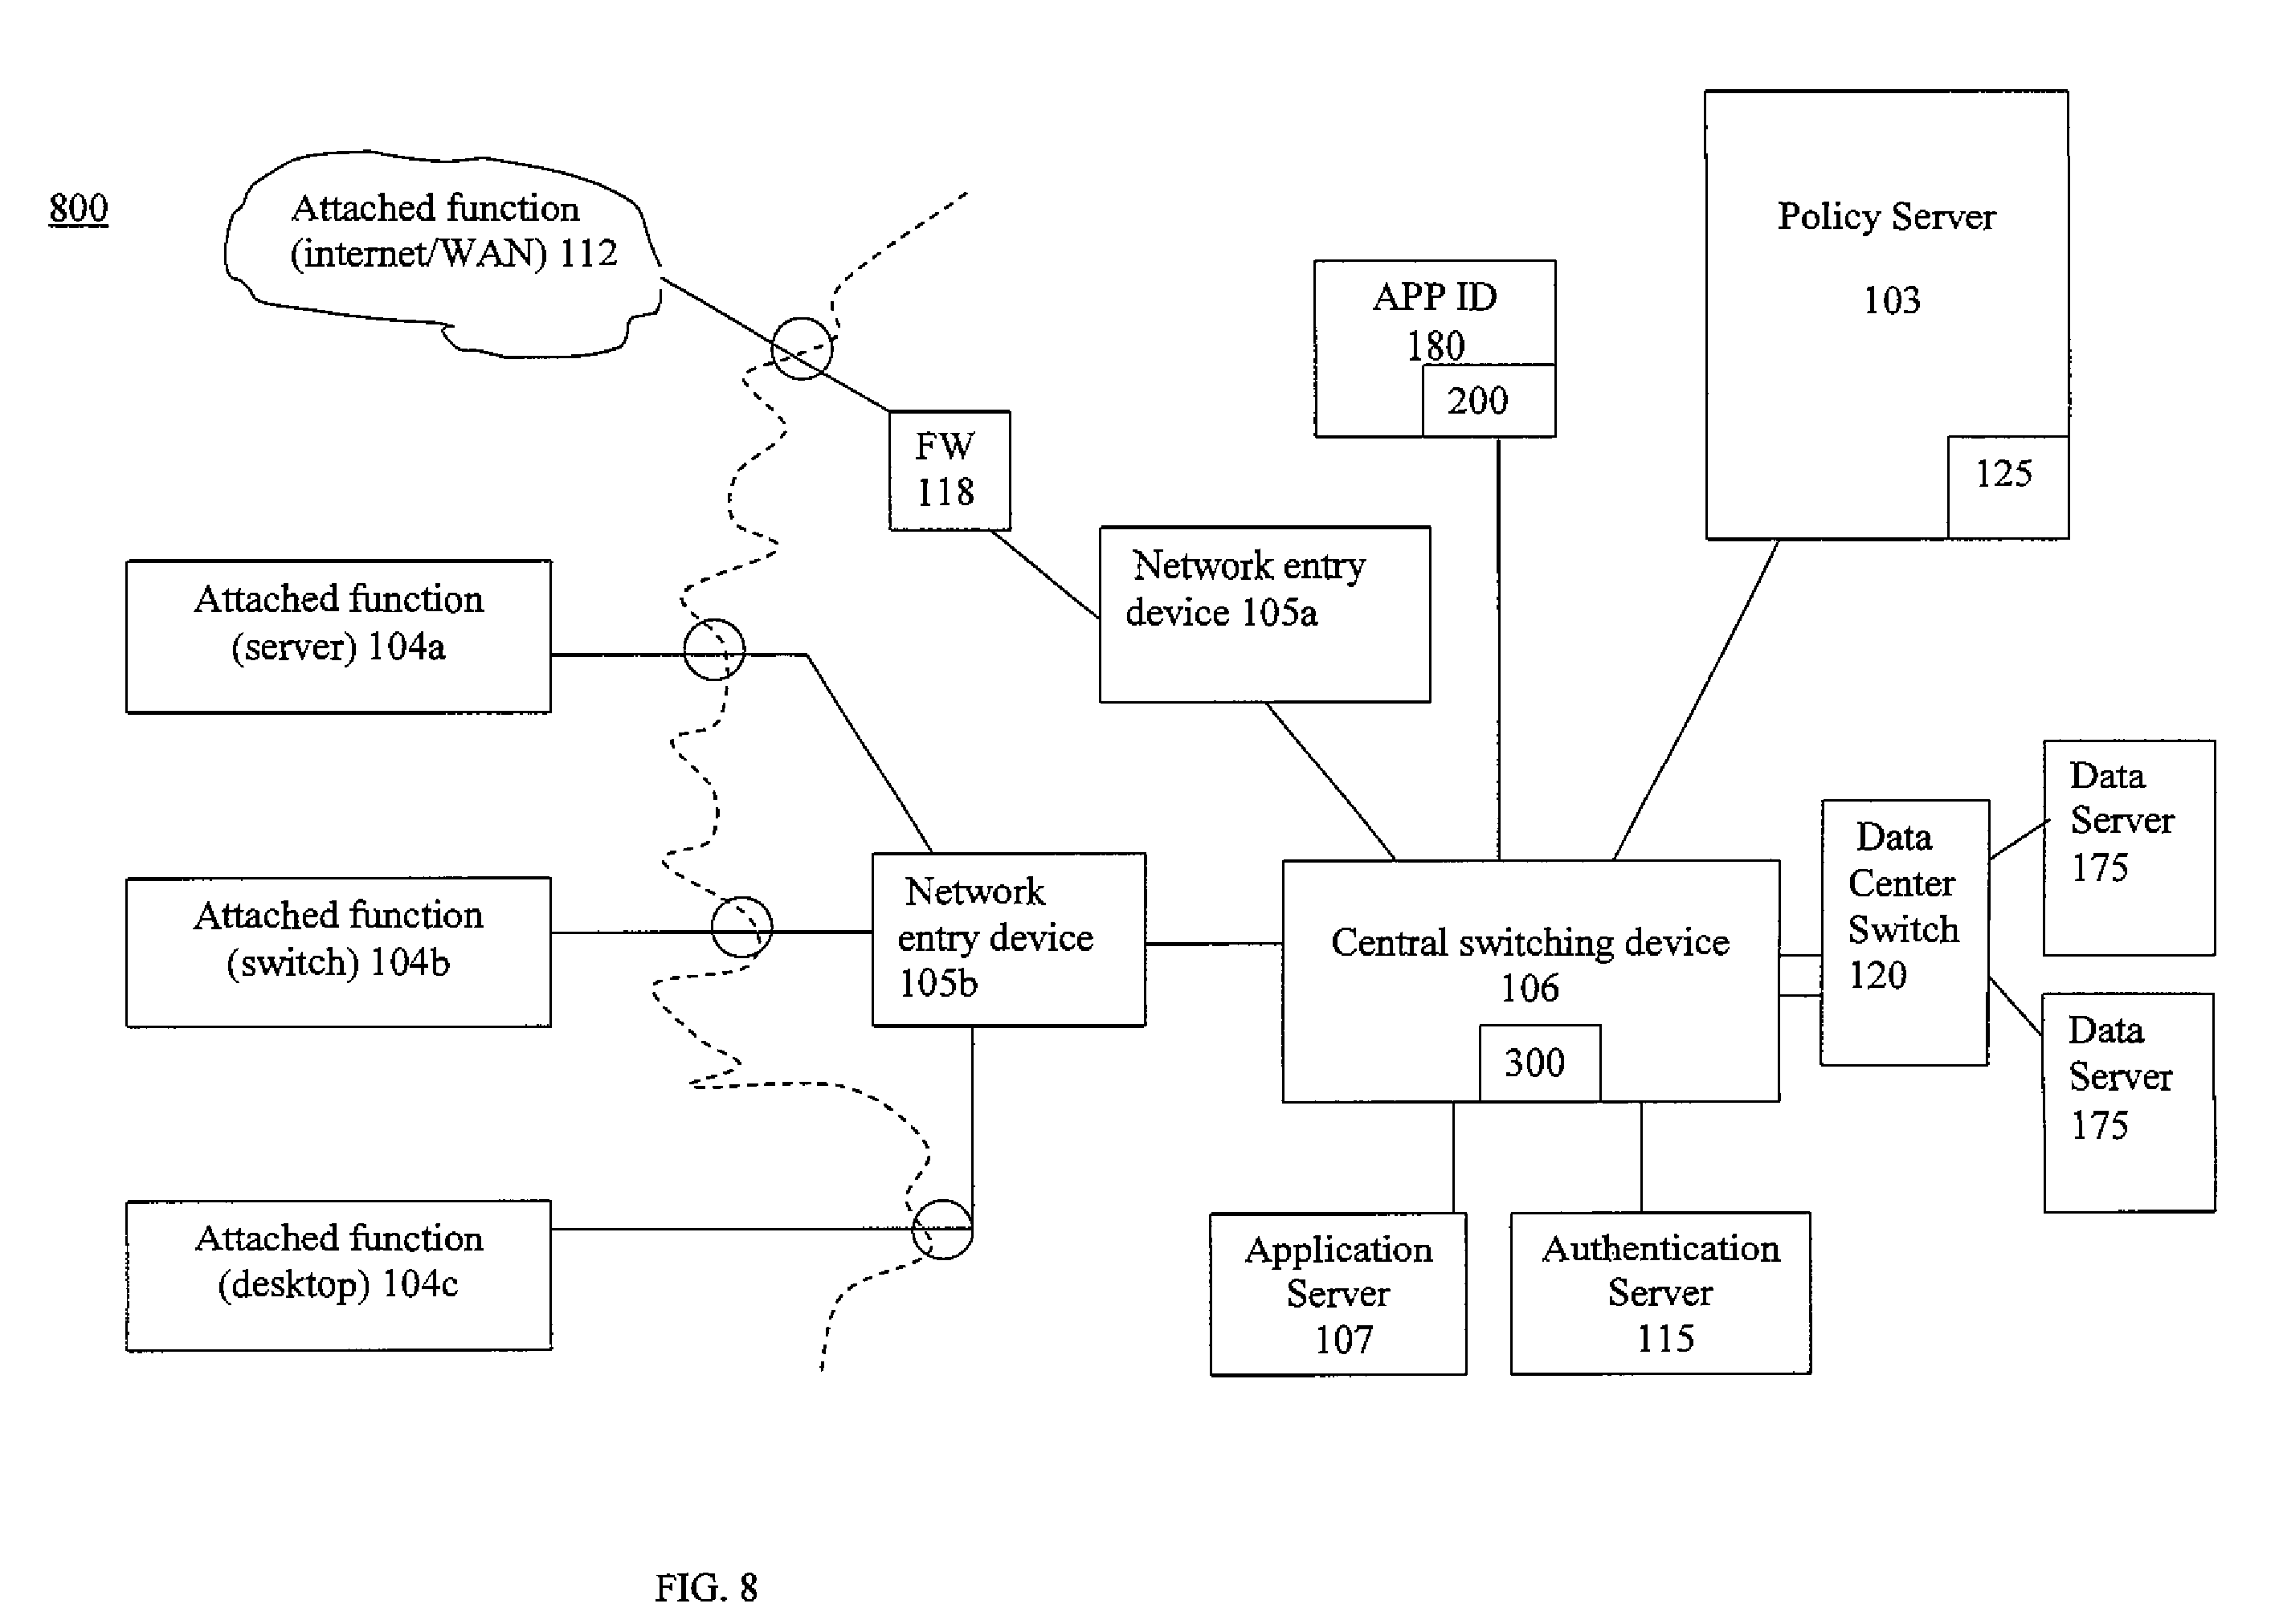 800
Attached function
(internet/WAN) 112
Policy Server
103
125
APP ID
180
200
FW
118
Network entry
device 105a
Attached function
(server) 104a
Attached function
(switch) 104b
Attached function
(desktop) 104c
Network
entry device
105b
Central switching device
106
300
Data
Center
Switch
120
Data
Server
175
Data
Server
175
Application
Server
107
Authentication
Server
115
FIG. 8